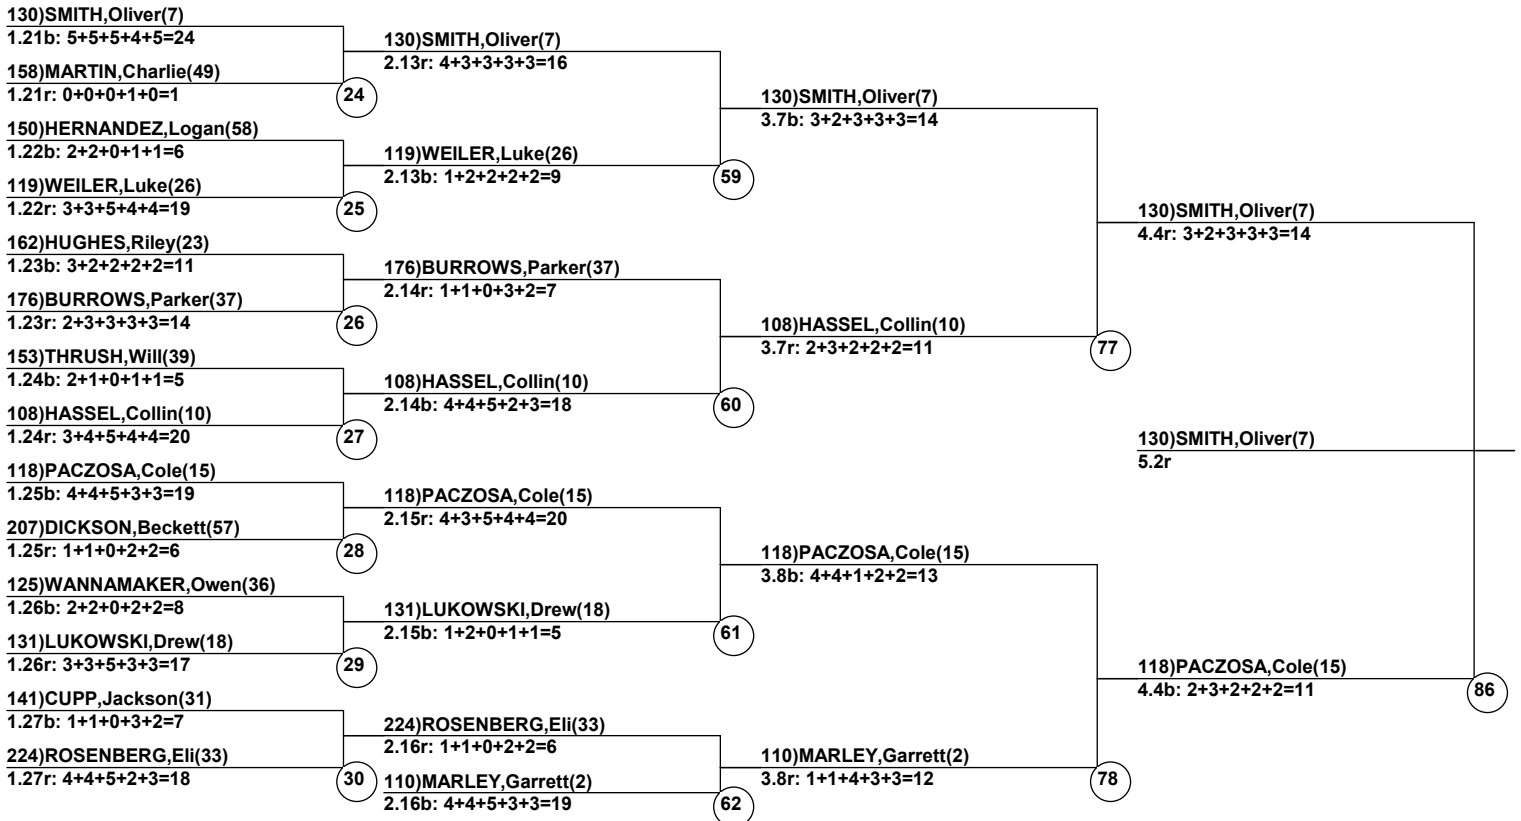 130)SMITH,Oliver(7)
1.21b: 5+5+5+4+5=24
158)MARTIN,Charlie(49)
1.21r: 0+0+0+1+0=1
24
150)HERNANDEZ,Logan(58)
1.22b: 2+2+0+1+1=6
119)WEILER,Luke(26)
1.22r: 3+3+5+4+4=19
25
162)HUGHES,Riley(23)
1.23b: 3+2+2+2+2=11
176)BURROWS,Parker(37)
1.23r: 2+3+3+3+3=14
26
153)THRUSH,Will(39)
1.24b: 2+1+0+1+1=5
108)HASSEL,Collin(10)
1.24r: 3+4+5+4+4=20
27
118)PACZOSA,Cole(15)
1.25b: 4+4+5+3+3=19
207)DICKSON,Beckett(57)
1.25r: 1+1+0+2+2=6
28
125)WANNAMAKER,Owen(36)
1.26b: 2+2+0+2+2=8
131)LUKOWSKI,Drew(18)
1.26r: 3+3+5+3+3=17
29
141)CUPP,Jackson(31)
1.27b: 1+1+0+3+2=7
224)ROSENBERG,Eli(33)
1.27r: 4+4+5+2+3=18
30
130)SMITH,Oliver(7)
2.13r: 4+3+3+3+3=16
119)WEILER,Luke(26)
2.13b: 1+2+2+2+2=9
59
176)BURROWS,Parker(37)
2.14r: 1+1+0+3+2=7
108)HASSEL,Collin(10)
2.14b: 4+4+5+2+3=18
60
118)PACZOSA,Cole(15)
2.15r: 4+3+5+4+4=20
131)LUKOWSKI,Drew(18)
2.15b: 1+2+0+1+1=5
61
224)ROSENBERG,Eli(33)
2.16r: 1+1+0+2+2=6
110)MARLEY,Garrett(2)
2.16b: 4+4+5+3+3=19
62
130)SMITH,Oliver(7)
3.7b: 3+2+3+3+3=14
108)HASSEL,Collin(10)
3.7r: 2+3+2+2+2=11
77
118)PACZOSA,Cole(15)
3.8b: 4+4+1+2+2=13
110)MARLEY,Garrett(2)
3.8r: 1+1+4+3+3=12
78
130)SMITH,Oliver(7)
4.4r: 3+2+3+3+3=14
130)SMITH,Oliver(7)
5.2r
118)PACZOSA,Cole(15)
4.4b: 2+3+2+2+2=11
86